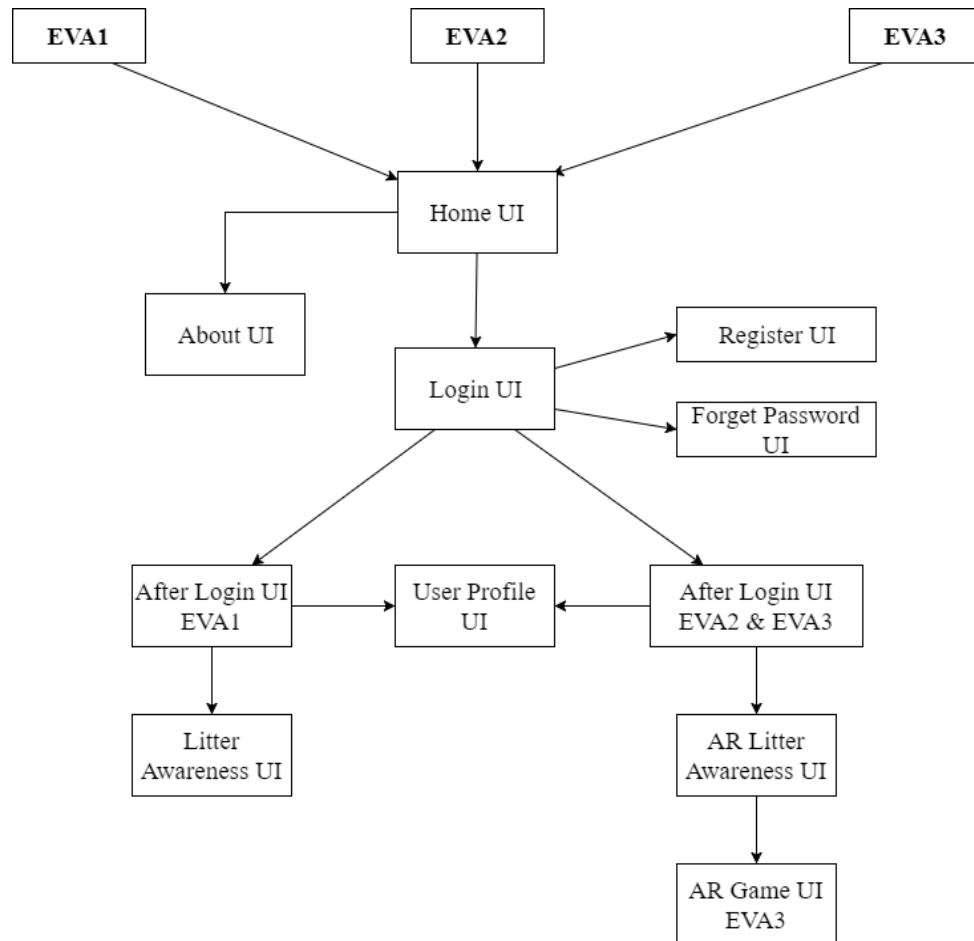 EVA1
EVA2
EVA3
Home UI
About UI
Register UI
Login UI
Forget Password
UI
After Login UI
EVA1
User Profile
UI
After Login UI
EVA2 & EVA3
Litter
Awareness UI
AR Litter
Awareness UI
AR Game UI
EVA3